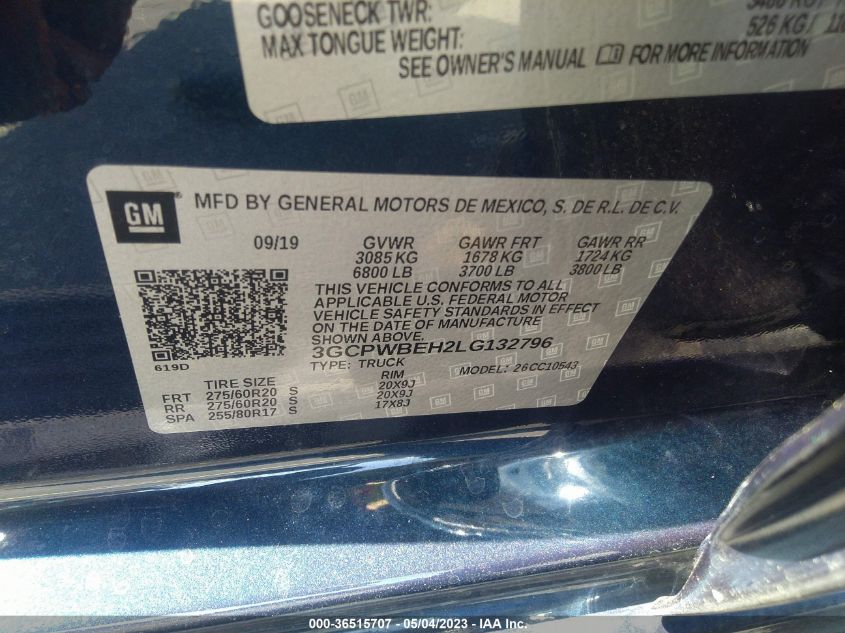 GOOSENECK TWR:
526 KG /
MAX TONGUE WEIGHT:
SEE OWNER'S MANUAL FOR MORE INFORMATION
GM ® MFD BY GENERAL MOTORS DE MEXICO, S. DE R.L. DE C.V.
09/19 GVWR GAWR FRT GAWR RR
3085 KG 1678 KG 1724 KG
6800 LB 3700 LB 3800 LB
THIS VEHICLE CONFORMS TO ALL
APPLICABLE U.S. FEDERAL MOTOR
VEHICLE SAFETY STANDARDS IN EFFECT
ON THE DATE OF MANUFACTURE
SHOWN ABOVE.
3GCPWBEH2LG132796
619D TYPE: TRUCK MODEL: 26CC10543
TIRE SIZE RIM
FRT 275/60R20 S 20X9J
RR 275/60R20 S 20X9J
SPA 255/80R17 S 17X8J
000-36515707 - 05/04/2023 - IAA Inc.